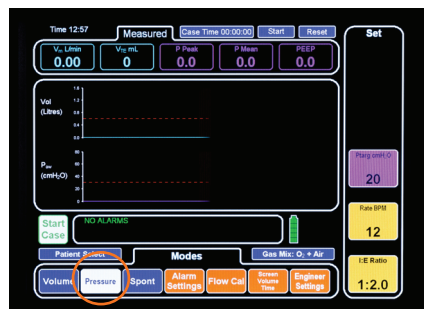 Time 12:57
Measured
Case Time 00:00:00
Start
Reset
Set
Vm L/min
0.00
VTE mL
0
P Peak
0.0
P Mean
0.0
PEEP
0.0
Vol
(Litres)
1.6
1.2
0.8
0.4
0.0
Paw
(cmH2O)
80
60
40
20
0
Ptarg cmH2O
20
Rate BPM
12
I:E Ratio
1:2.0
Start
Case
NO ALARMS
Patient Select
Modes
Gas Mix: O2 + Air
Volume
Pressure
Spont
Alarm
Settings
Flow Cal
Screen
Volume
Time
Engineer
Settings